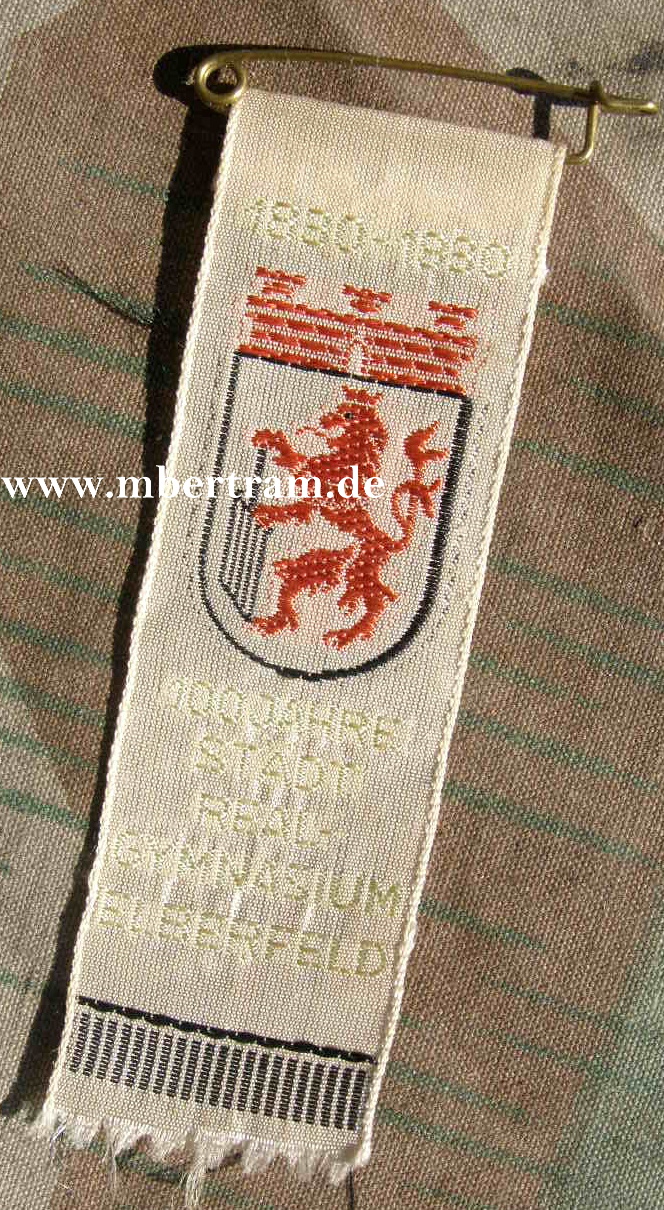 1830-1930
www.mbertram.de
100 JAHRE
STADT
REAL-
GYMNASIUM
ELBERFELD